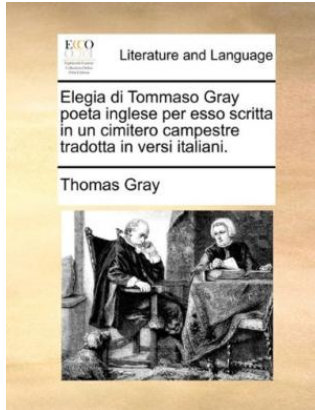 ECCO
Literature and Language
Elegia di Tommaso Gray
poeta inglese per esso scritta
in un cimitero campestre
tradotta in versi italiani.
Thomas Gray